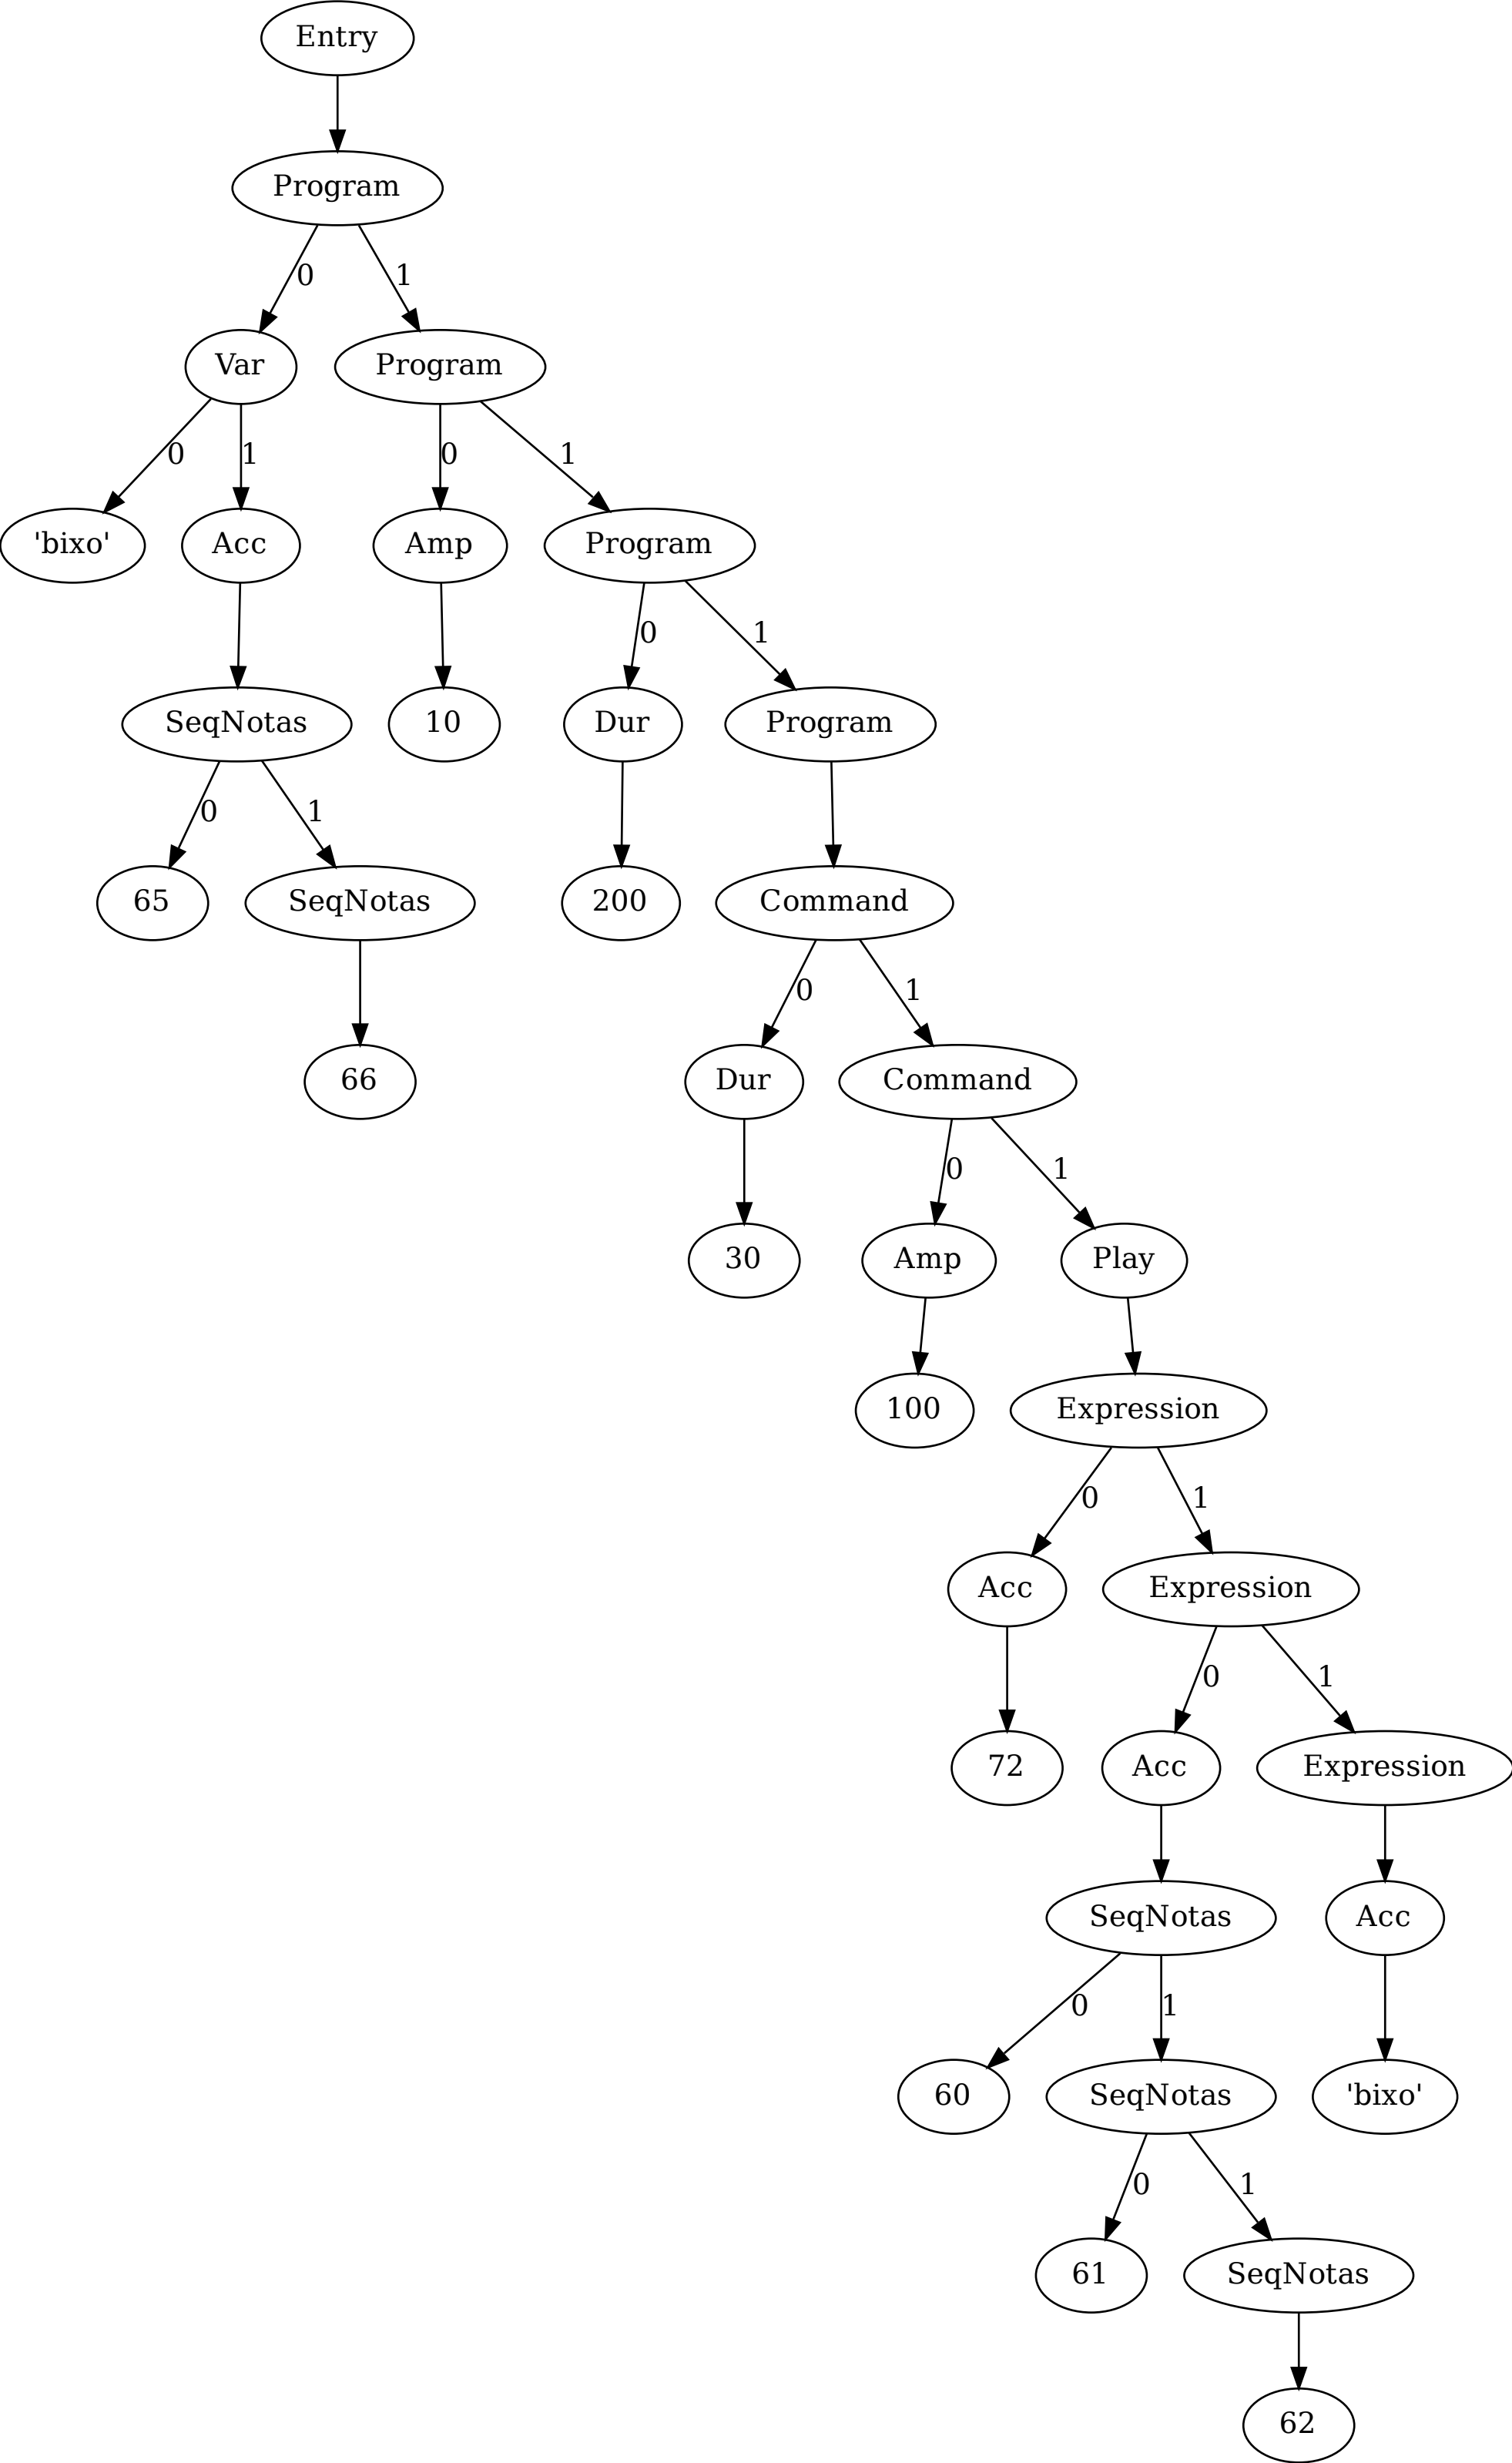 Entry
Program
0 1
Var Program
0 1 0 1
'bixo' Acc Amp Program
0 1
SeqNotas 10 Dur Program
0 1
65 SeqNotas 200 Command
0 1
66 Dur Command
0 1
30 Amp Play
100 Expression
0 1
Acc Expression
0 1
72 Acc Expression
SeqNotas Acc
0 1
60 SeqNotas 'bixo'
0 1
61 SeqNotas
62